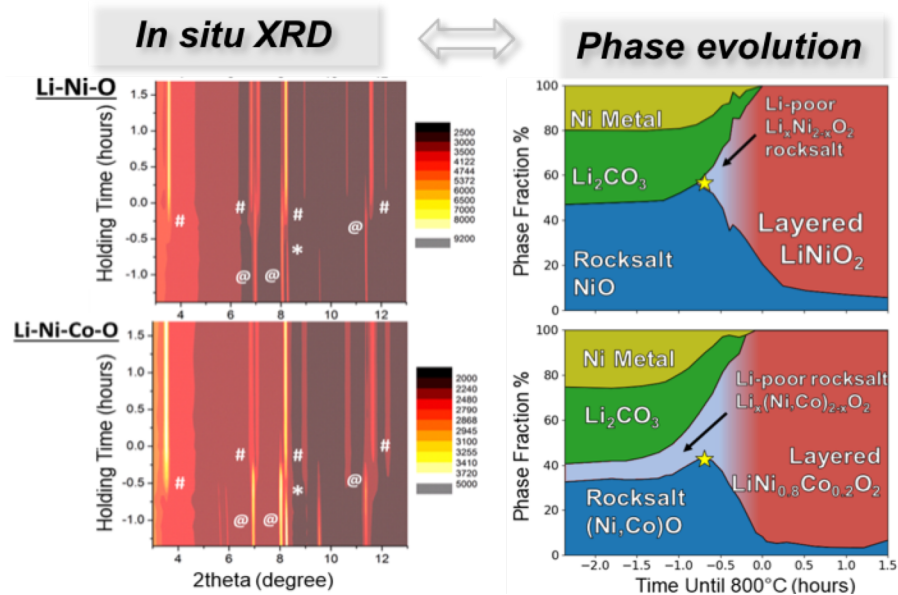 In situ XRD
Phase evolution
Li-Ni-O
Holding Time (hours)
1.5
1.0
0.5
0.0
-0.5
-1.0
4
6
8
10
12
#
#
#
#
@
*
@
@
2500
3000
3500
4122
4744
5372
6000
6500
7000
8000
9200
Phase Fraction %
100
80
60
40
20
0
Ni Metal
Li₂CO₃
Rocksalt
NiO
Li-poor
LiₓNi₂₋ₓO₂
rocksalt
Layered
LiNiO₂
Li-Ni-Co-O
Holding Time (hours)
1.5
1.0
0.5
0.0
-0.5
-1.0
#
#
#
#
@
*
@
@
4
6
8
10
12
2theta (degree)
2000
2240
2480
2790
2868
2945
3100
3255
3410
3720
5000
Phase Fraction %
100
80
60
40
20
0
Ni Metal
Li₂CO₃
Rocksalt
(Ni,Co)O
Li-poor rocksalt
Liₓ(Ni,Co)₂₋ₓO₂
Layered
LiNi₀.₈Co₀.₂O₂
−2.0 −1.5 −1.0 −0.5 0.0 0.5 1.0 1.5
Time Until 800°C (hours)